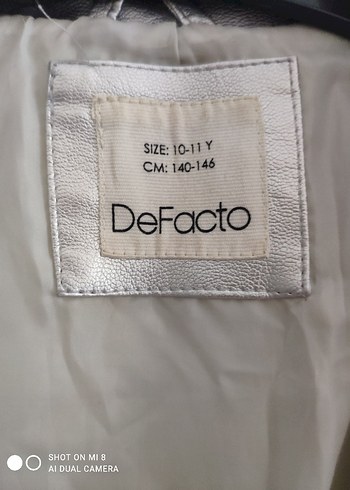 SIZE: 10-11 Y
CM: 140-146
DeFacto
SHOT ON MI 8
AI DUAL CAMERA